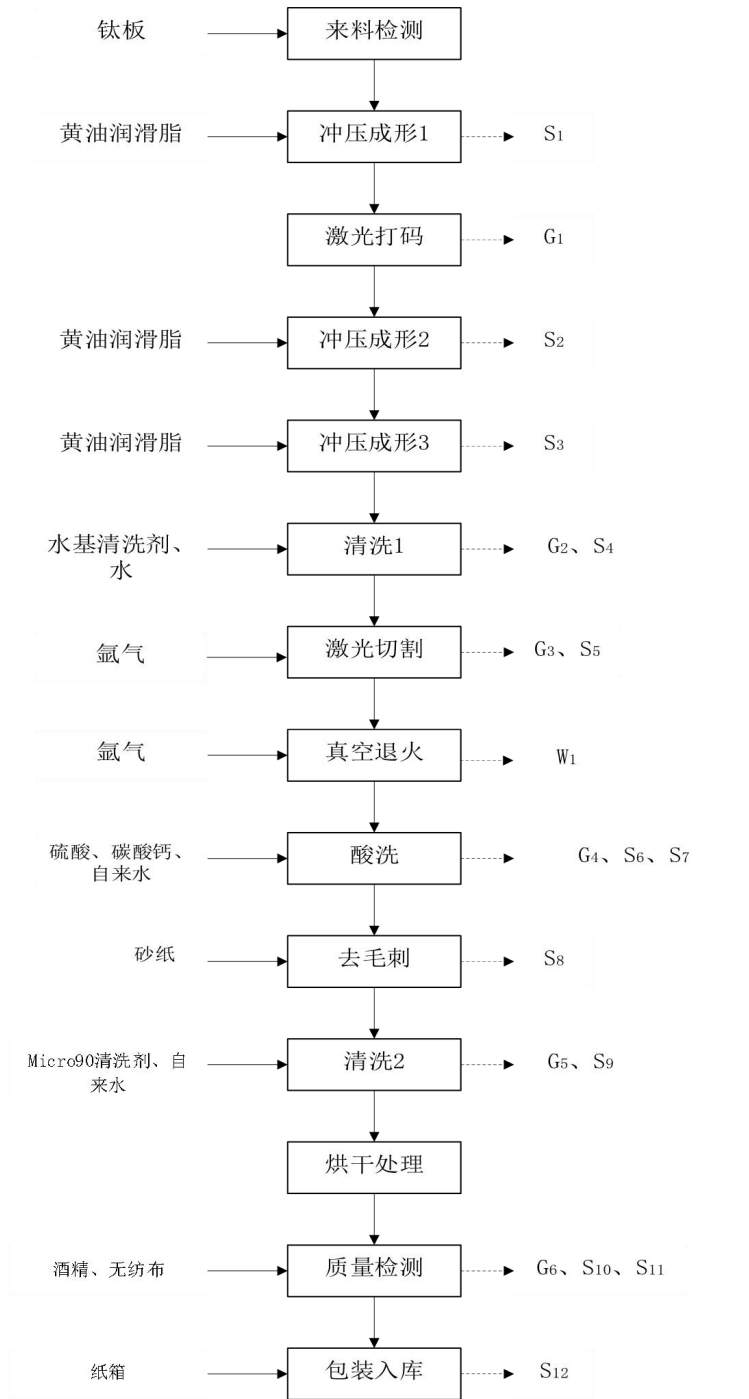 钛板
来料检测
黄油润滑脂
冲压成形1
S1
激光打码
G1
黄油润滑脂
冲压成形2
S2
黄油润滑脂
冲压成形3
S3
水基清洗剂、
水
清洗1
G2、S4
氩气
激光切割
G3、S5
氩气
真空退火
W1
硫酸、碳酸钙、
自来水
酸洗
G4、S6、S7
砂纸
去毛刺
S8
Micro90清洗剂、自
来水
清洗2
G5、S9
烘干处理
酒精、无纺布
质量检测
G6、S10、S11
纸箱
包装入库
S12